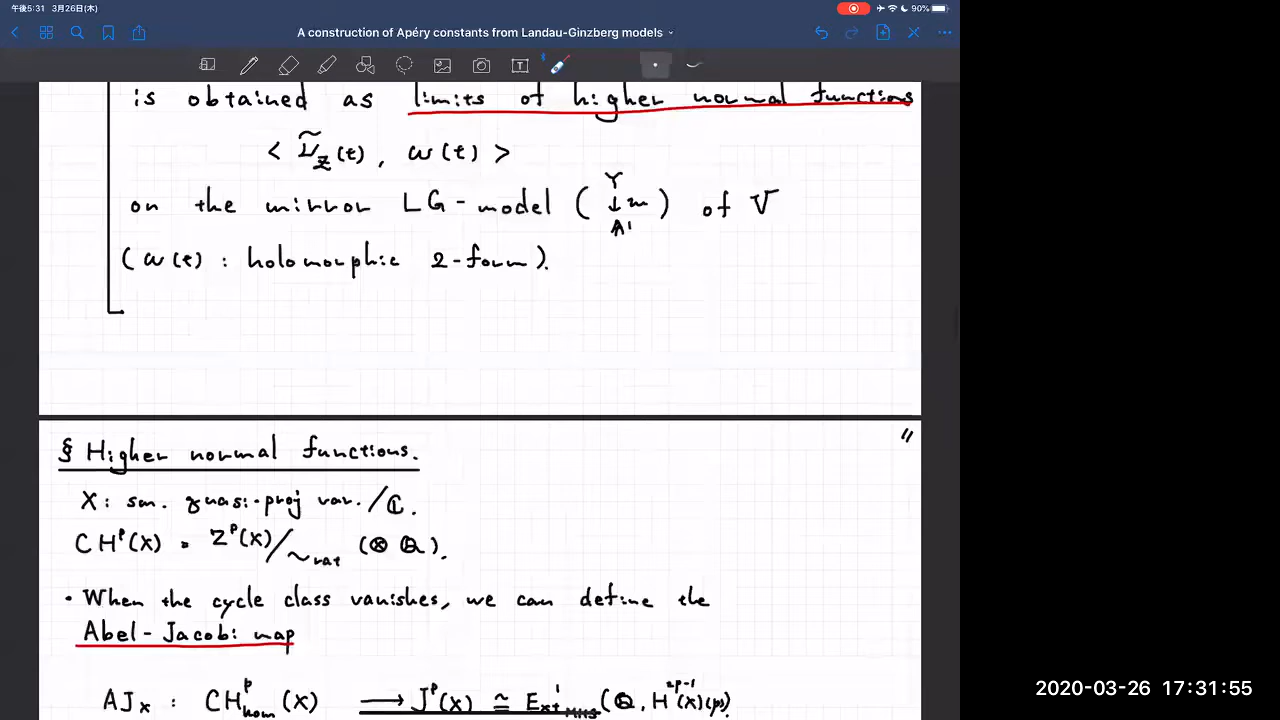 午後5:31 3月26日(木)
90%
A construction of Apéry constants from Landau-Ginzberg models
is obtained as limits of higher normal functions
< ν̃_Z(t), ω(t) >
on the mirror LG-model ( Y ↓m A¹ ) of V
(ω(t) : holomorphic 2-form).
§ Higher normal functions.
11
X : sm. quasi-proj var. /ℂ.
CH^p(X) = Z^p(X)/~rat (⊗ ℚ).
• When the cycle class vanishes, we can define the
Abel-Jacobi map
AJ_X : CH^p_hom (X) ⟶ J^p(X) ≃ Ext¹_MHS (ℚ, H^{2p-1}(X)(p))
2020-03-26 17:31:55